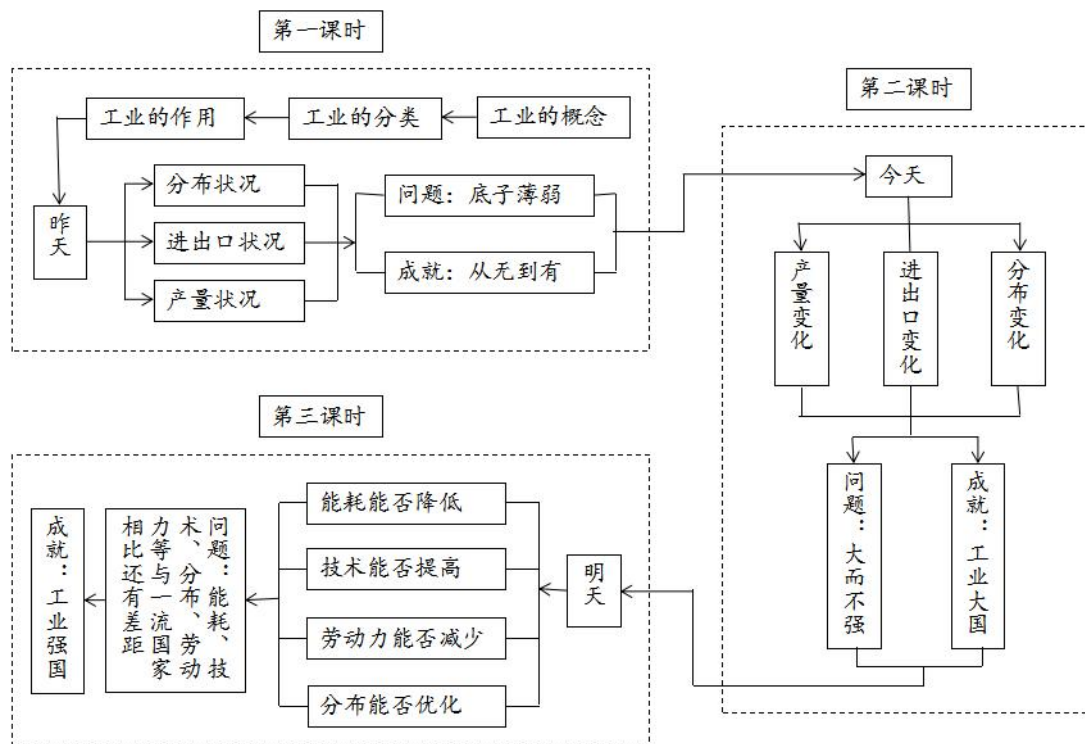 第一课时
工业的作用
工业的分类
工业的概念
昨天
分布状况
进出口状况
产量状况
问题：底子薄弱
成就：从无到有
第二课时
今天
产量变化
进出口变化
分布变化
问题：大而不强
成就：工业大国
第三课时
明天
能耗能否降低
技术能否提高
劳动力能否减少
分布能否优化
问题：能耗、技
术、分布、劳动
力等与一流国家
相比还有差距
成就：工业强国